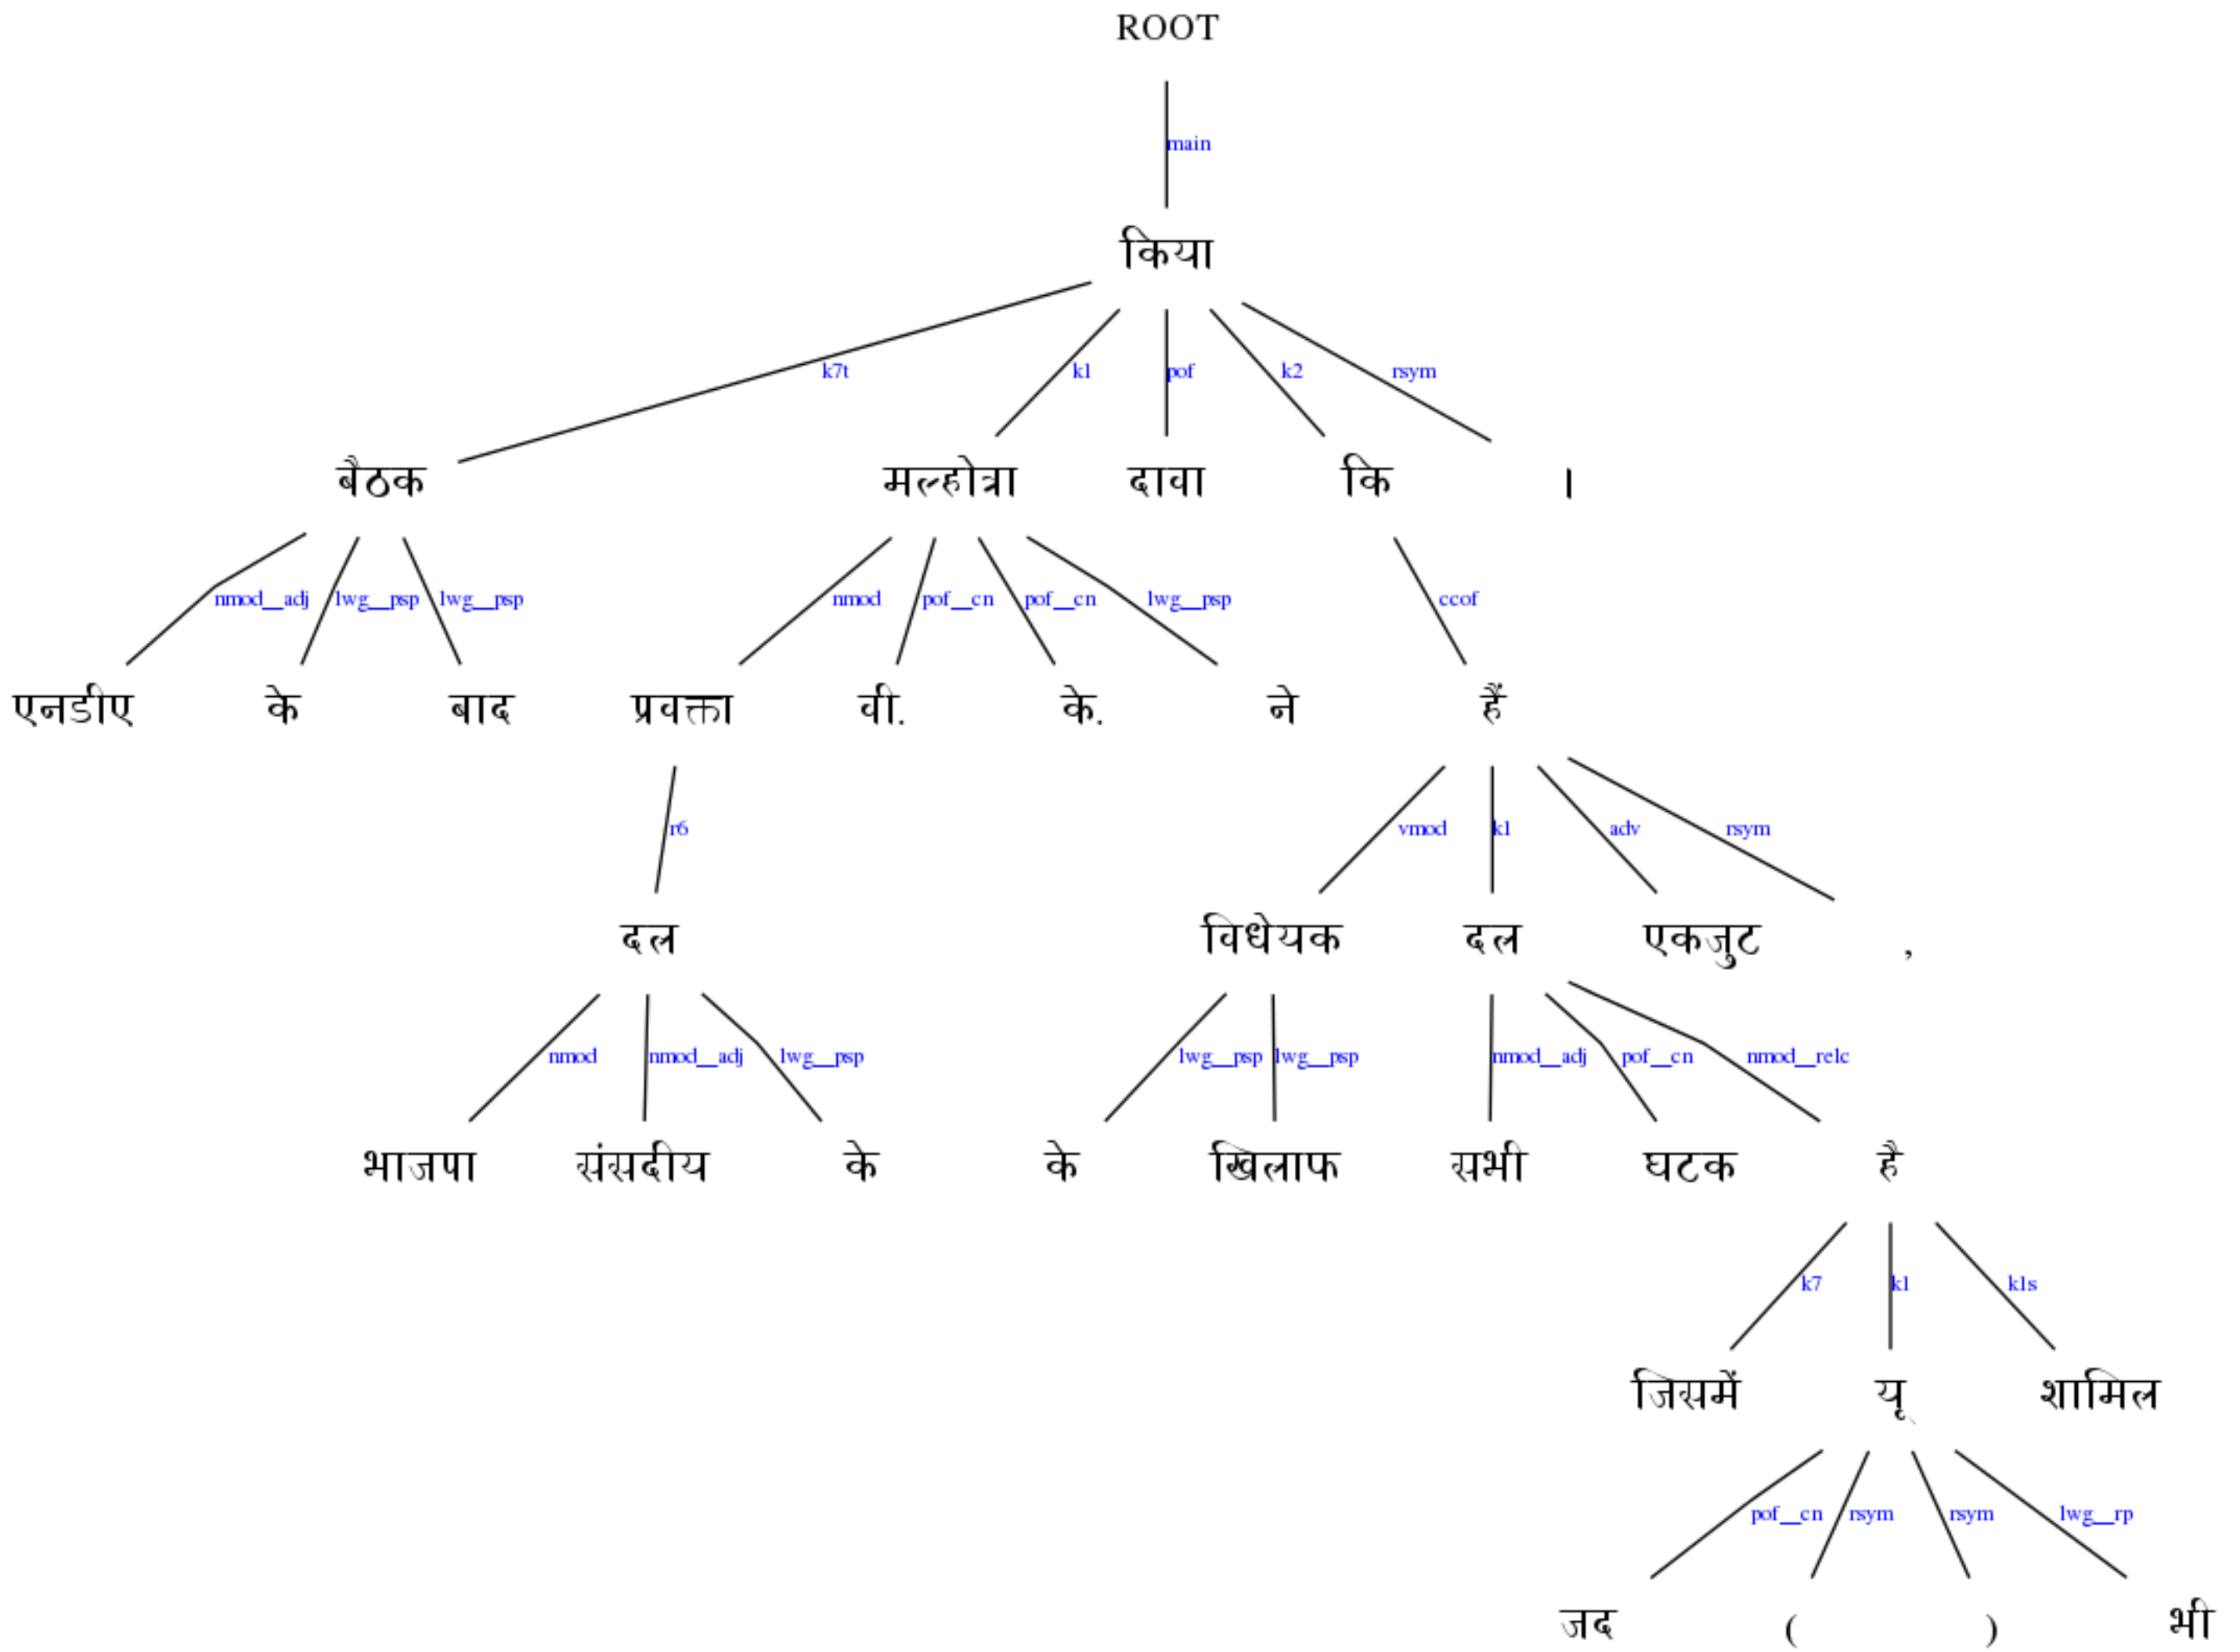 ROOT
main
किया
k7t k1 pof k2 rsym
बैठक मल्होत्रा दावा कि ।
nmod__adj lwg__psp lwg__psp nmod pof__cn pof__cn lwg__psp ccof
एनडीए के बाद प्रवक्ता वी. के. ने हैं
r6 vmod k1 adv rsym
दल विधेयक दल एकजुट ,
nmod nmod__adj lwg__psp lwg__psp lwg__psp nmod__adj pof__cn nmod__relc
भाजपा संसदीय के के खिलाफ सभी घटक है
k7 k1 k1s
जिसमें यू शामिल
pof__cn rsym rsym lwg__rp
जद ( ) भी